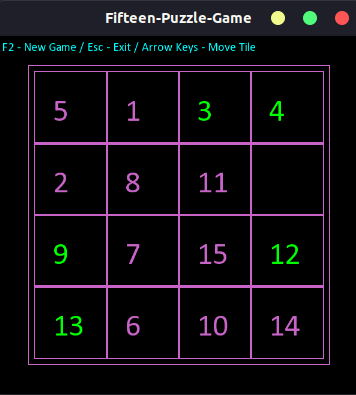 Fifteen-Puzzle-Game
F2 - New Game / Esc - Exit / Arrow Keys - Move Tile
5 1 3 4
2 8 11
9 7 15 12
13 6 10 14